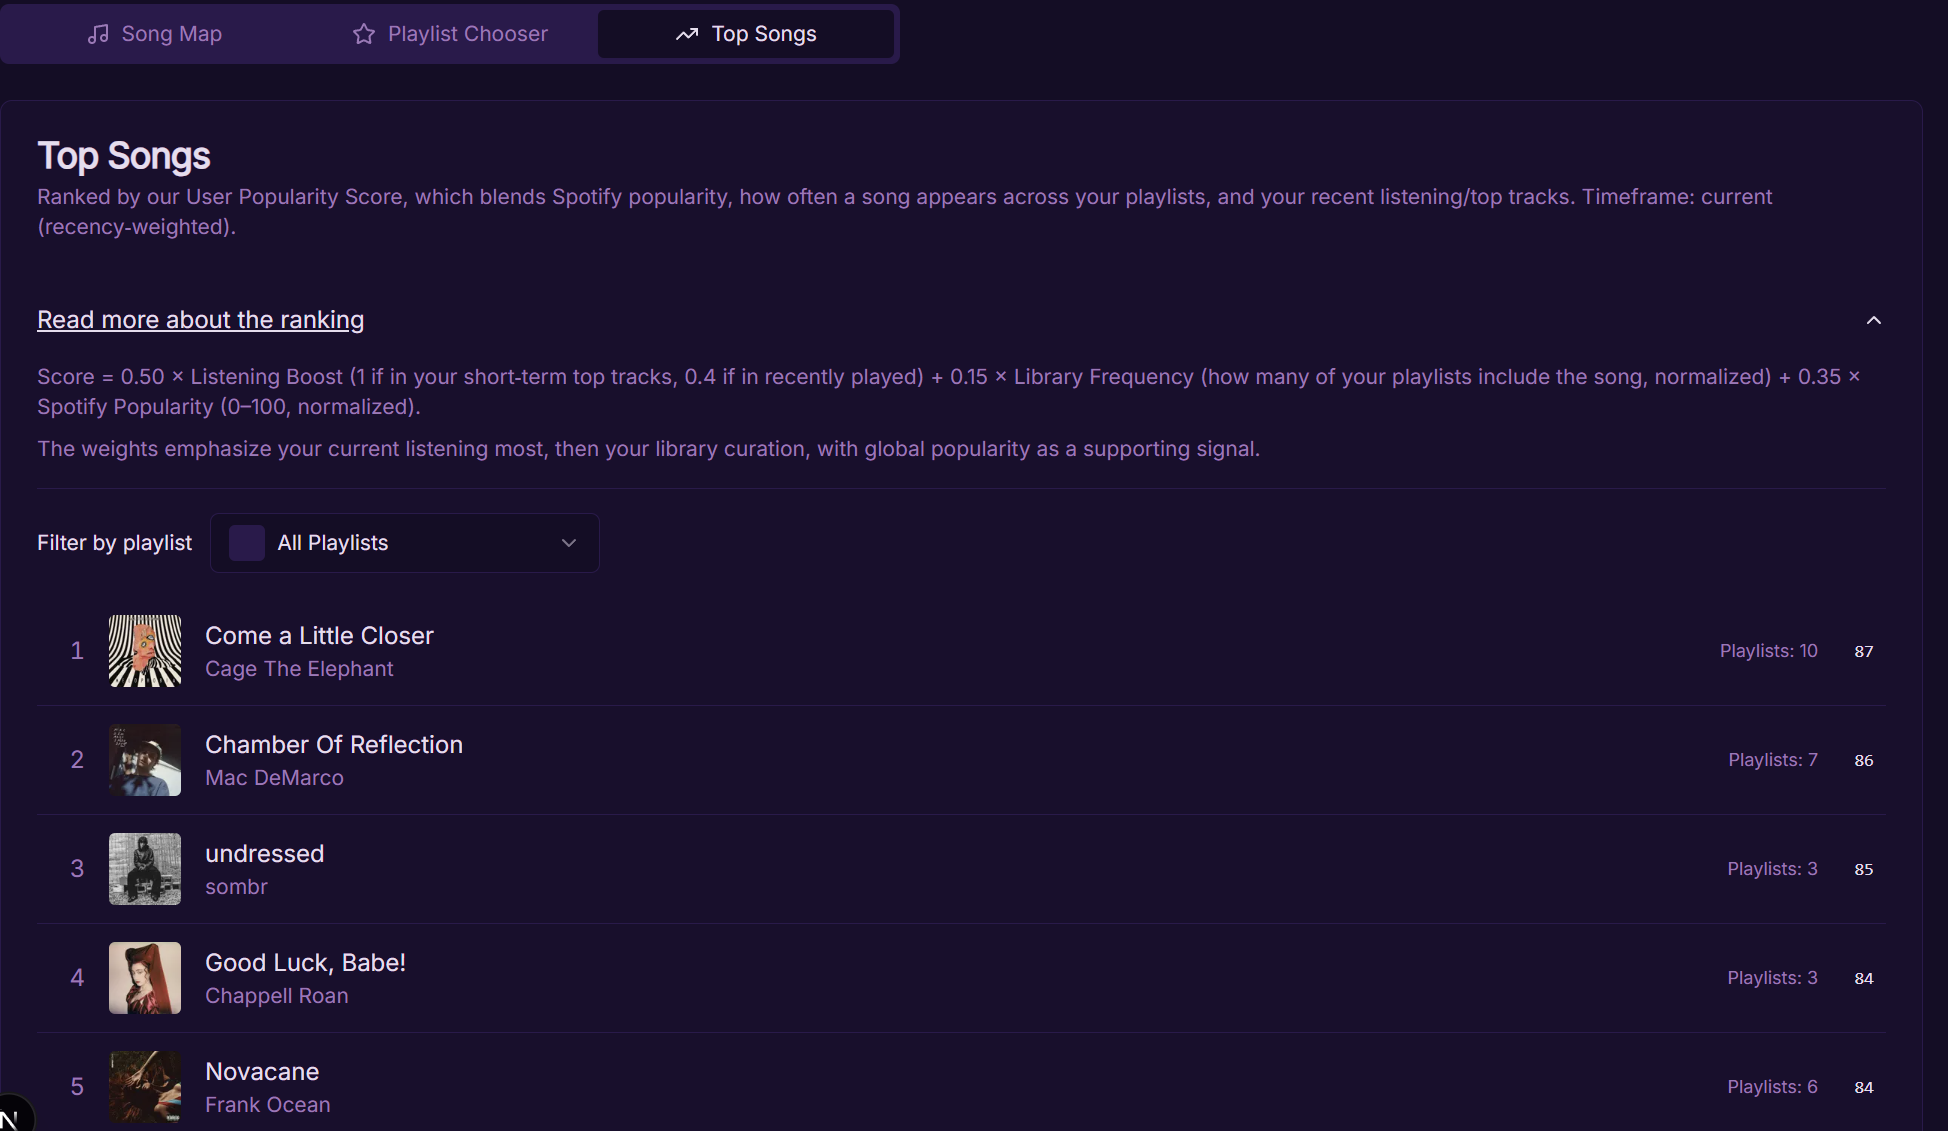 Song Map
Playlist Chooser
Top Songs
Top Songs
Ranked by our User Popularity Score, which blends Spotify popularity, how often a song appears across your playlists, and your recent listening/top tracks. Timeframe: current
(recency-weighted).
Read more about the ranking
Score = 0.50 × Listening Boost (1 if in your short-term top tracks, 0.4 if in recently played) + 0.15 × Library Frequency (how many of your playlists include the song, normalized) + 0.35 ×
Spotify Popularity (0–100, normalized).
The weights emphasize your current listening most, then your library curation, with global popularity as a supporting signal.
Filter by playlist
All Playlists
1
Come a Little Closer
Cage The Elephant
Playlists: 10
87
2
Chamber Of Reflection
Mac DeMarco
Playlists: 7
86
3
undressed
sombr
Playlists: 3
85
4
Good Luck, Babe!
Chappell Roan
Playlists: 3
84
5
Novacane
Frank Ocean
Playlists: 6
84
N